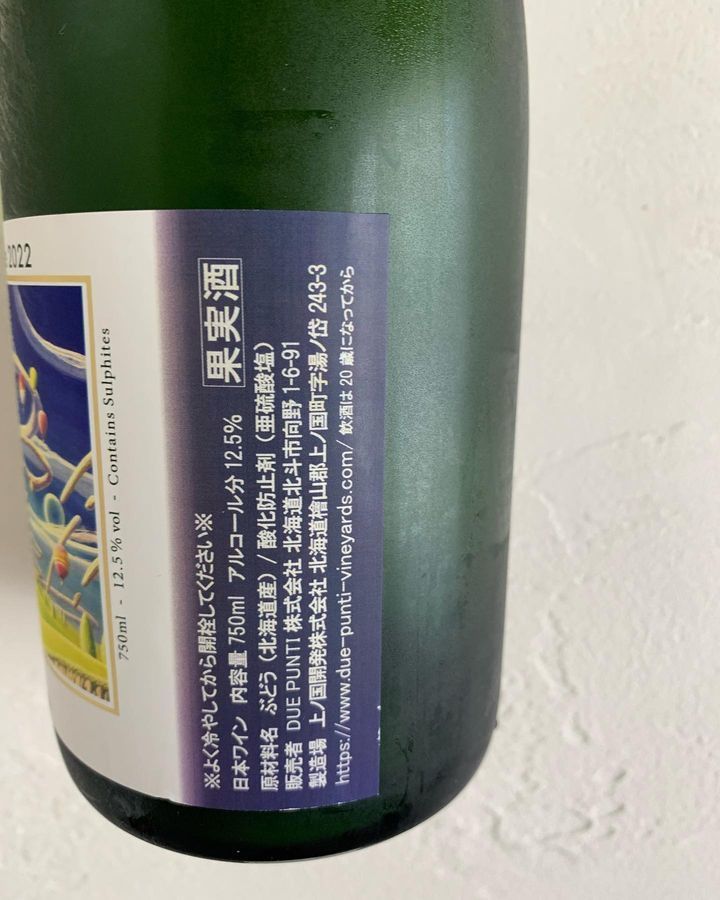 2022
750ml - 12.5% vol - Contains Sulphites
果実酒
※よく冷やしてから開栓してください※
日本ワイン 内容量 750ml アルコール分 12.5%
原材料名 ぶどう（北海道産）/ 酸化防止剤（亜硫酸塩）
販売者 DUE PUNTI 株式会社 北海道北斗市向野 1-6-91
製造場 上ノ国開発株式会社 北海道檜山郡上ノ国町字湯ノ岱 243-3
https://www.due-punti-vineyards.com/ 飲酒は 20 歳になってから